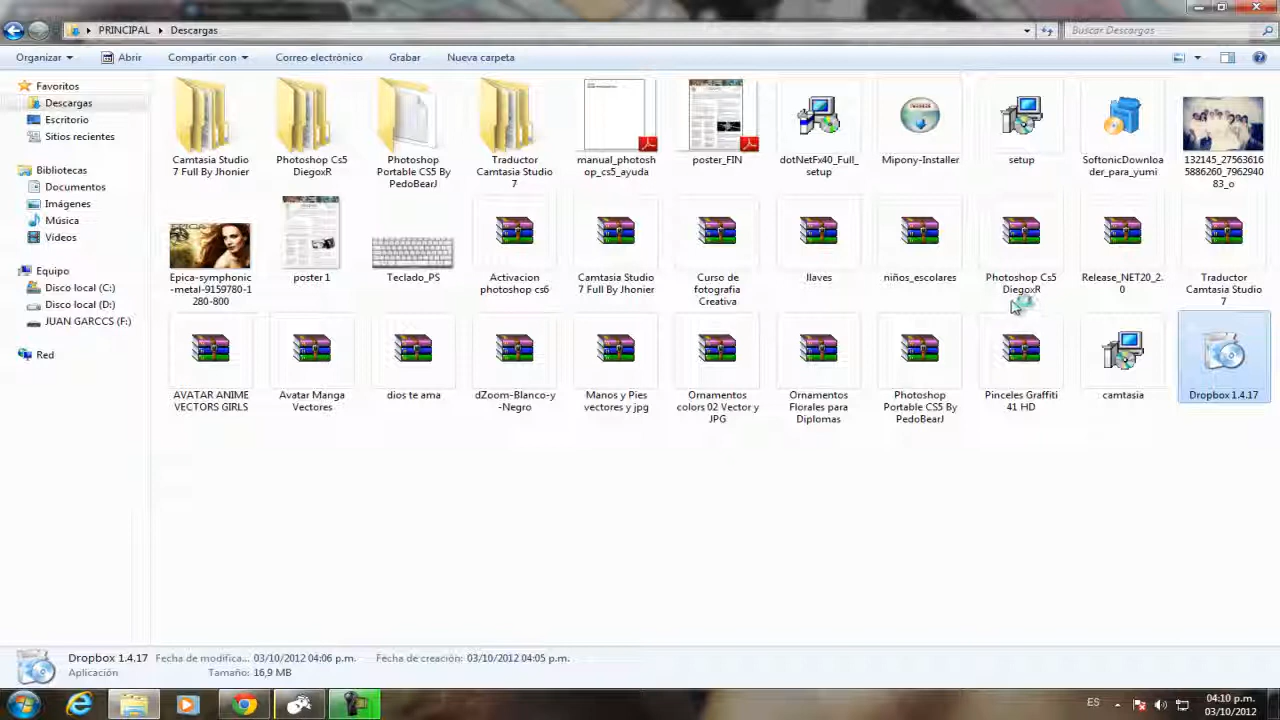 PRINCIPAL Descargas
Buscar Descargas
Organizar Abrir Compartir con Correo electrónico Grabar Nueva carpeta
Favoritos
Descargas
Escritorio
Sitios recientes
Bibliotecas
Documentos
Imágenes
Música
Videos
Equipo
Disco local (C:)
Disco local (D:)
JUAN GARCCS (F:)
Red
Camtasia Studio
7 Full By Jhonier
Photoshop Cs5
DiegoxR
Photoshop
Portable CS5 By
PedoBearJ
Traductor
Camtasia Studio
7
manual_photosh
op_cs5_ayuda
poster_FIN
dotNetFx40_Full_
setup
Mipony-Installer
setup
SoftonicDownloa
der_para_yumi
132145_27563616
5886260_7962940
83_o
Epica-symphonic
-metal-9159780-1
280-800
poster 1
Teclado_PS
Activacion
photoshop cs6
Camtasia Studio
7 Full By Jhonier
Curso de
fotografia
Creativa
llaves
niños_escolares
Photoshop Cs5
DiegoxR
Release_NET20_2.
0
Traductor
Camtasia Studio
7
AVATAR ANIME
VECTORS GIRLS
Avatar Manga
Vectores
dios te ama
dZoom-Blanco-y
-Negro
Manos y Pies
vectores y jpg
Ornamentos
colors 02 Vector y
JPG
Ornamentos
Florales para
Diplomas
Photoshop
Portable CS5 By
PedoBearJ
Pinceles Graffiti
41 HD
camtasia
Dropbox 1.4.17
Dropbox 1.4.17 Fecha de modifica... 03/10/2012 04:06 p.m. Fecha de creación: 03/10/2012 04:05 p.m.
Aplicación Tamaño: 16,9 MB
ES
04:10 p.m.
03/10/2012